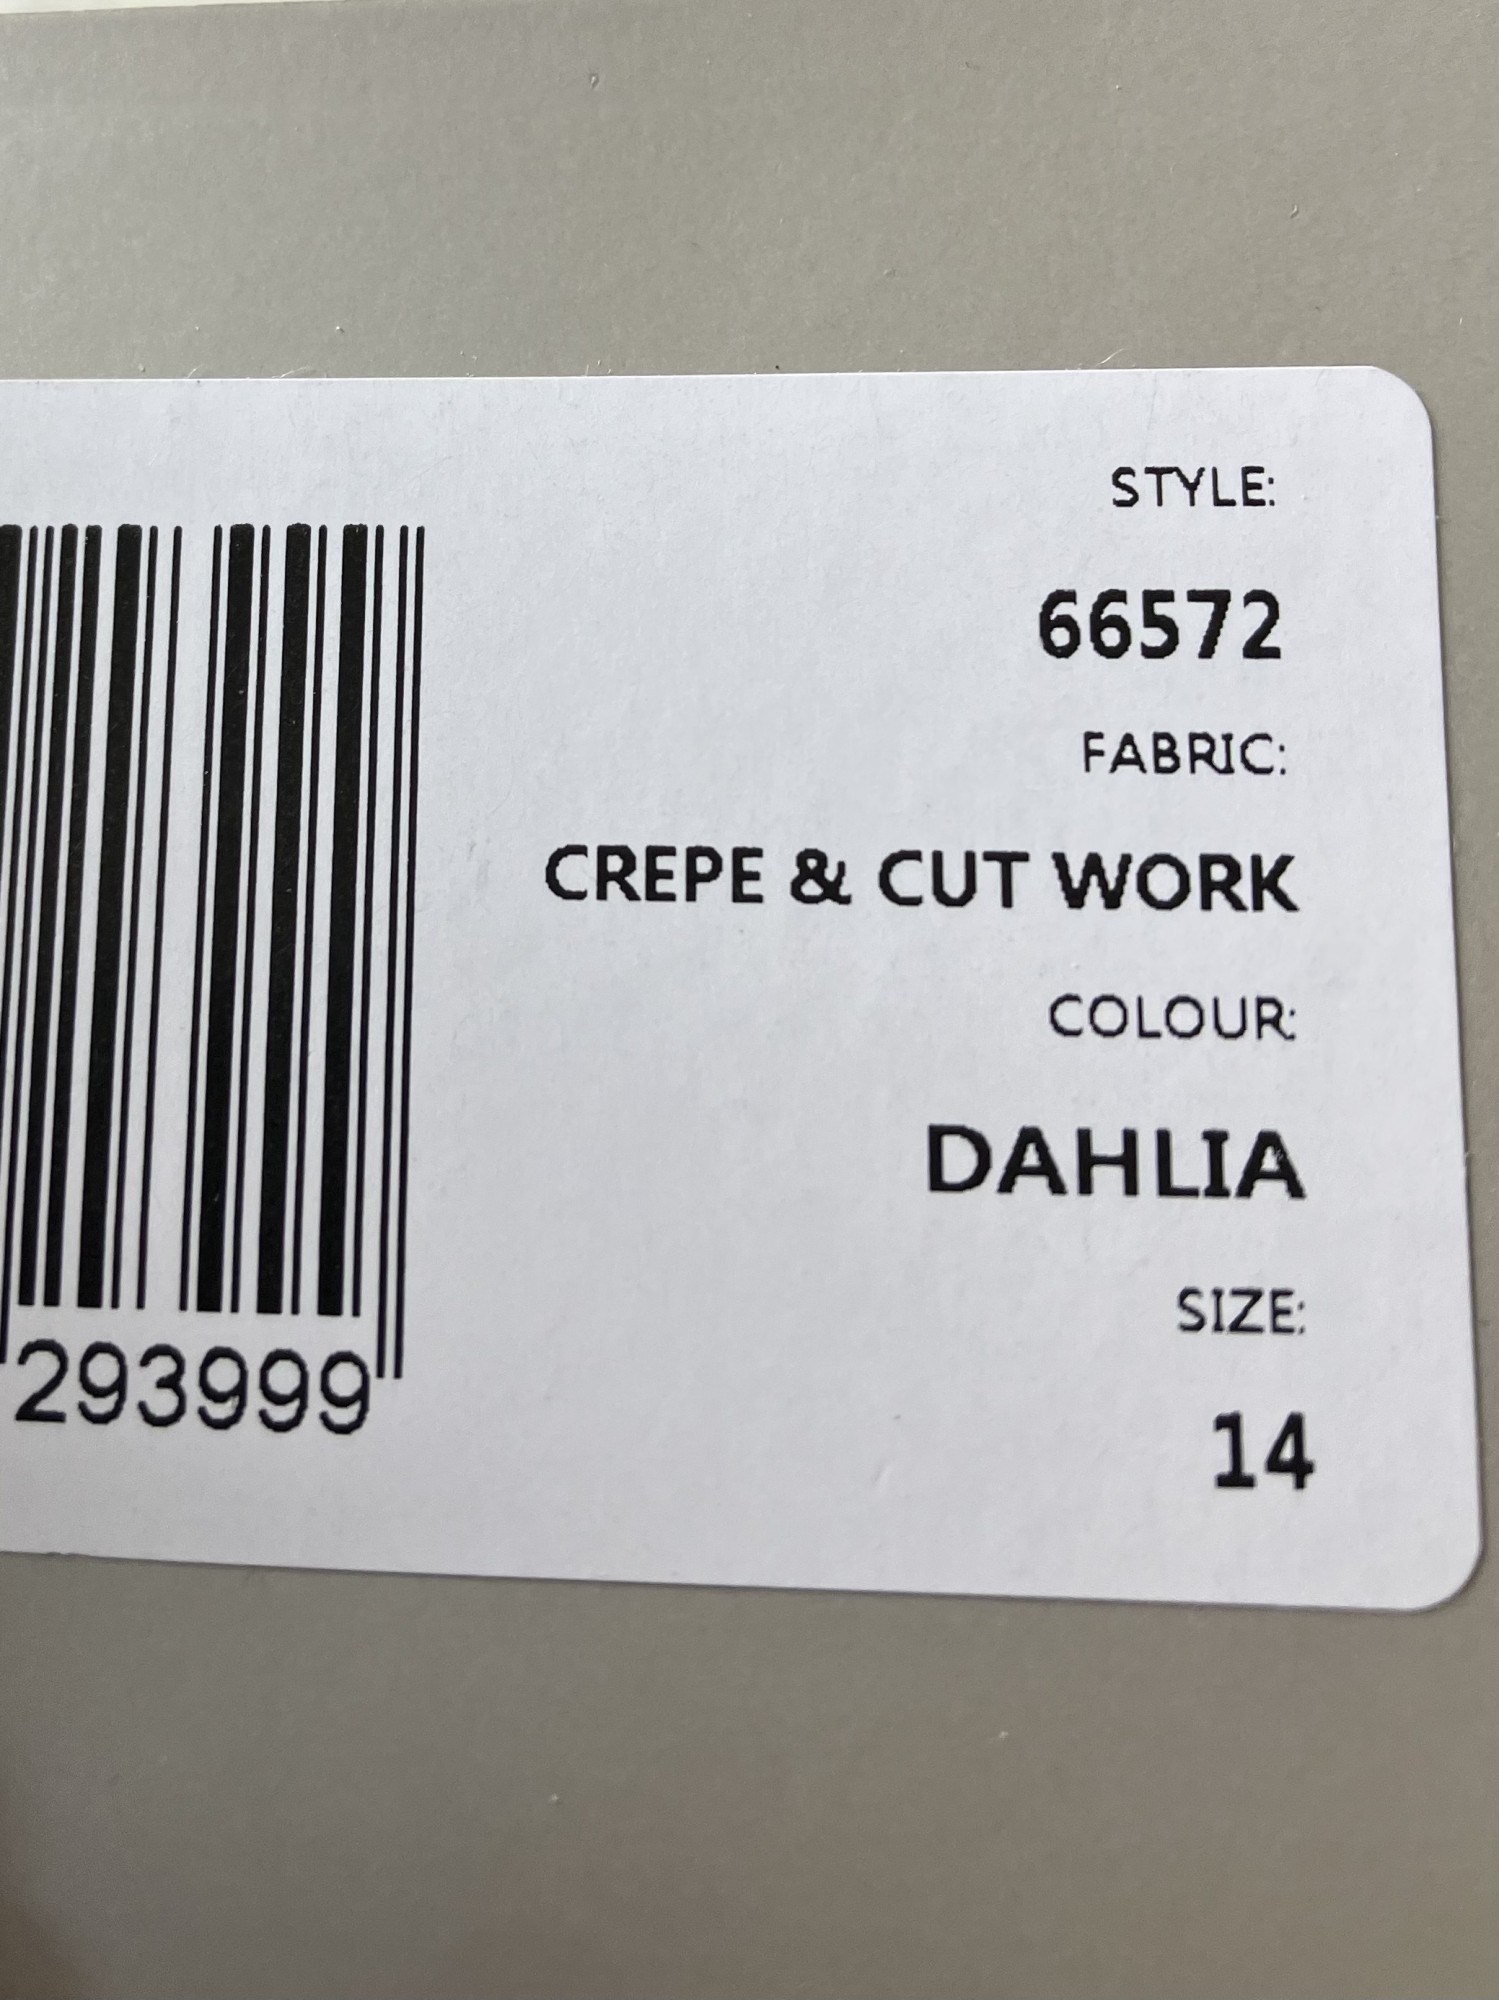 STYLE:
66572
FABRIC:
CREPE & CUT WORK
COLOUR:
DAHLIA
SIZE:
14
293999